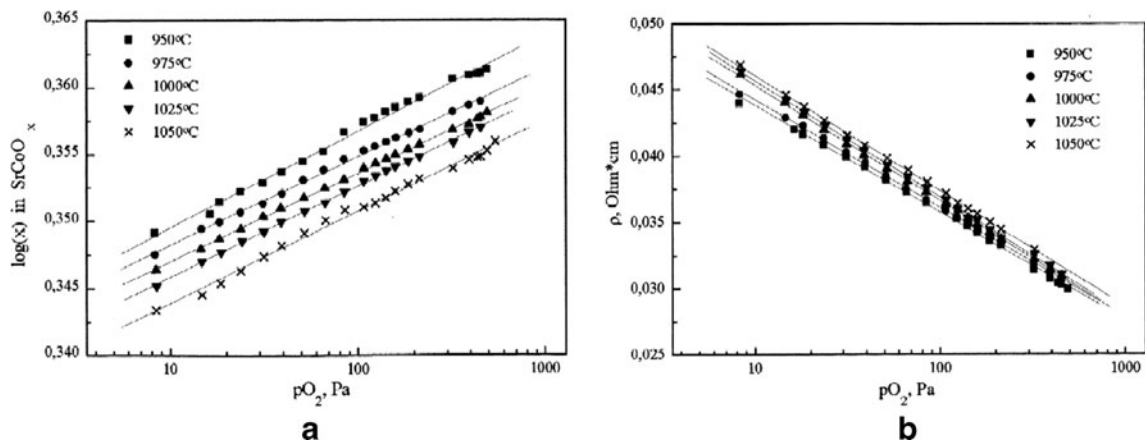 0,365
0,360
0,355
0,350
0,345
0,340
log(x) in SrCoOₓ
950ºC
975ºC
1000ºC
1025ºC
1050ºC
10
100
1000
pO₂, Pa
a
0,050
0,045
0,040
0,035
0,030
0,025
ρ, Ohm*cm
950ºC
975ºC
1000ºC
1025ºC
1050ºC
10
100
1000
pO₂, Pa
b